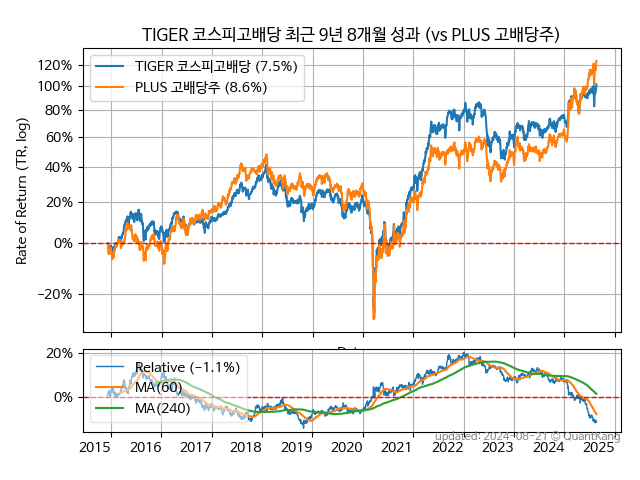 TIGER 코스피고배당 최근 9년 8개월 성과 (vs PLUS 고배당주)
Rate of Return (TR, log)
120%
100%
80%
60%
40%
20%
0%
−20%
TIGER 코스피고배당 (7.5%)
PLUS 고배당주 (8.6%)
20%
0%
Relative (−1.1%)
MA(60)
MA(240)
2015 2016 2017 2018 2019 2020 2021 2022 2023 2024 2025
updated: 2024-08-21 © QuantKang